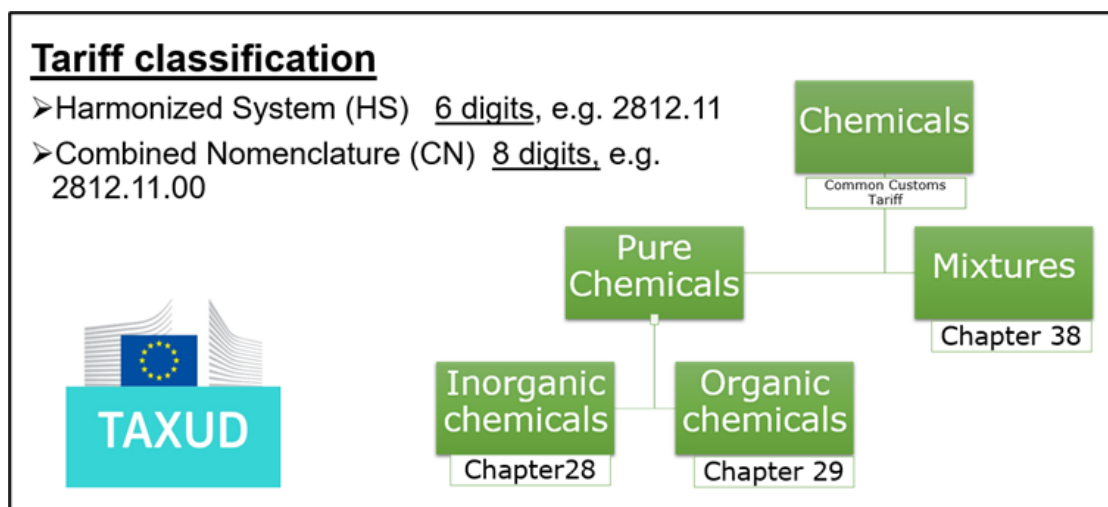 Tariff classification
➢Harmonized System (HS) 6 digits, e.g. 2812.11
➢Combined Nomenclature (CN) 8 digits, e.g.
2812.11.00
Chemicals
Common Customs
Tariff
Pure
Chemicals
Mixtures
Chapter 38
Inorganic
chemicals
Chapter28
Organic
chemicals
Chapter 29
TAXUD